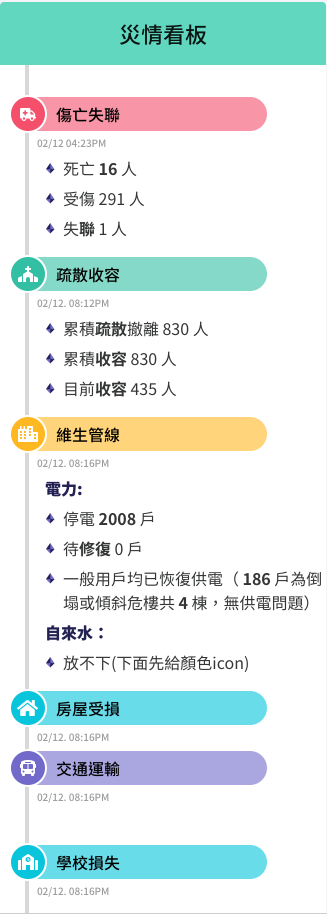 災情看板
傷亡失聯
02/12 04:23PM
死亡 16 人
受傷 291 人
失聯 1 人
疏散收容
02/12. 08:12PM
累積疏散撤離 830 人
累積收容 830 人
目前收容 435 人
維生管線
02/12. 08:16PM
電力:
停電 2008 戶
待修復 0 戶
一般用戶均已恢復供電（ 186 戶為倒
塌或傾斜危樓共 4 棟，無供電問題）
自來水：
放不下(下面先給顏色icon)
房屋受損
02/12. 08:16PM
交通運輸
02/12. 08:16PM
學校損失
02/12. 08:16PM